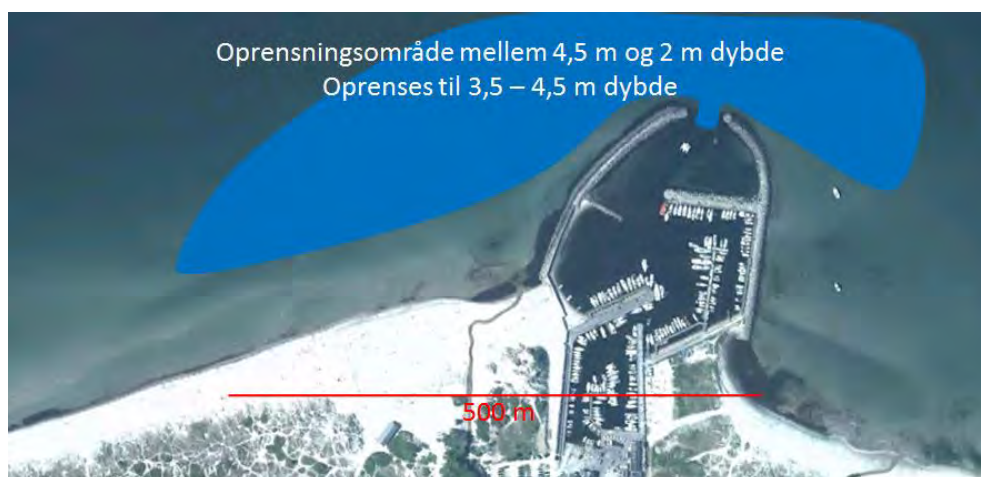 Oprensningsområde mellem 4,5 m og 2 m dybde
Oprenses til 3,5 – 4,5 m dybde
500 m